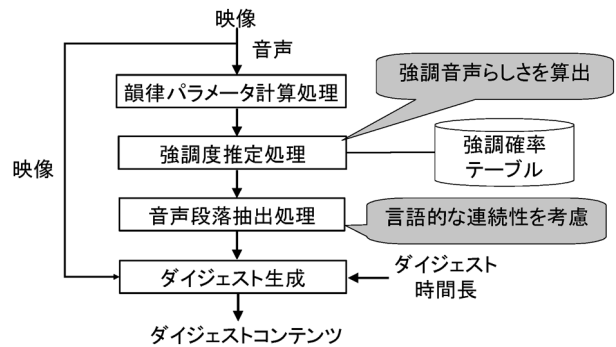 映像
音声
韻律パラメータ計算処理
強調音声らしさを算出
強調度推定処理
強調確率
テーブル
映像
音声段落抽出処理
言語的な連続性を考慮
ダイジェスト生成
ダイジェスト
時間長
ダイジェストコンテンツ